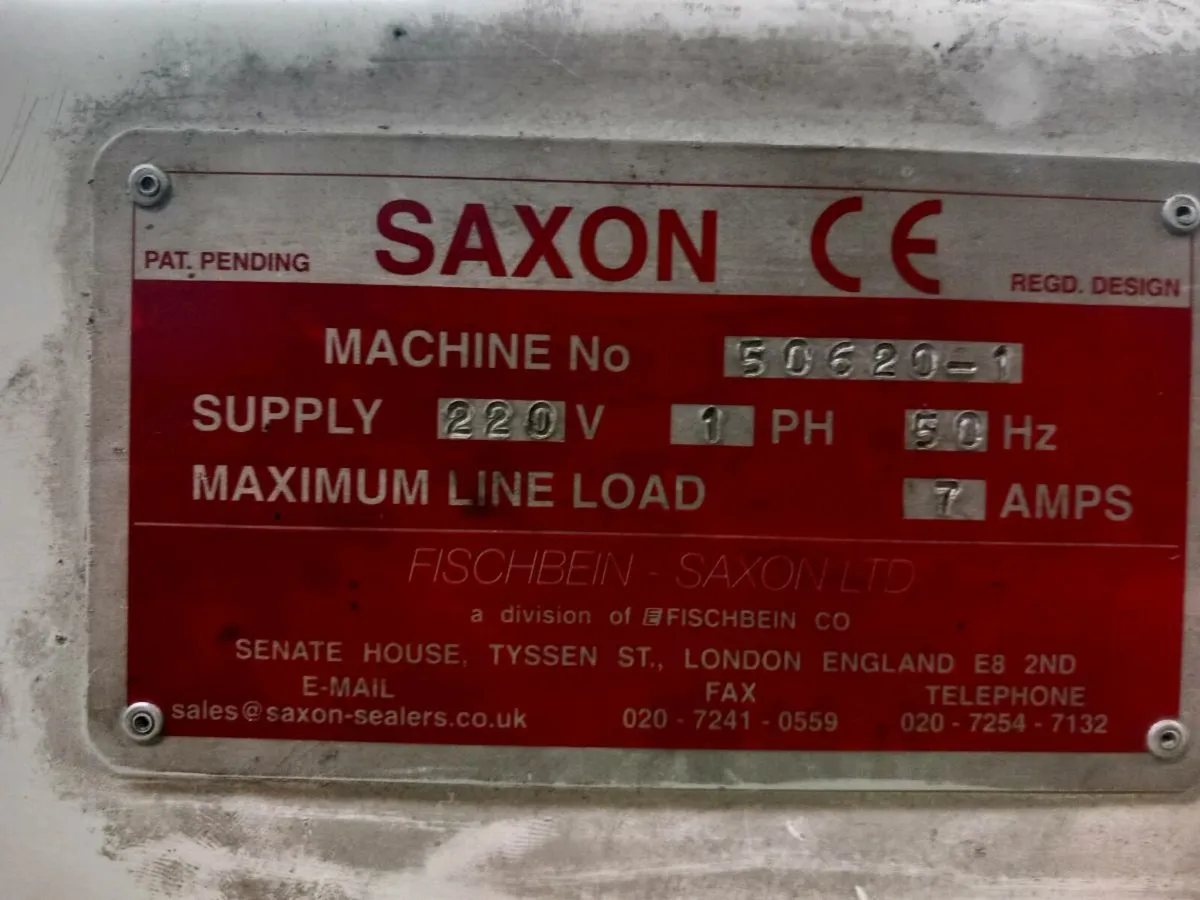 SAXON CE
PAT. PENDING
REGD. DESIGN
MACHINE No 50620-1
SUPPLY 220 V 1 PH 50 Hz
MAXIMUM LINE LOAD 7 AMPS
FISCHBEIN - SAXON LTD
a division of FISCHBEIN CO
SENATE HOUSE, TYSSEN ST., LONDON ENGLAND E8 2ND
E-MAIL FAX TELEPHONE
sales@saxon-sealers.co.uk 020 - 7241 - 0559 020 - 7254 - 7132